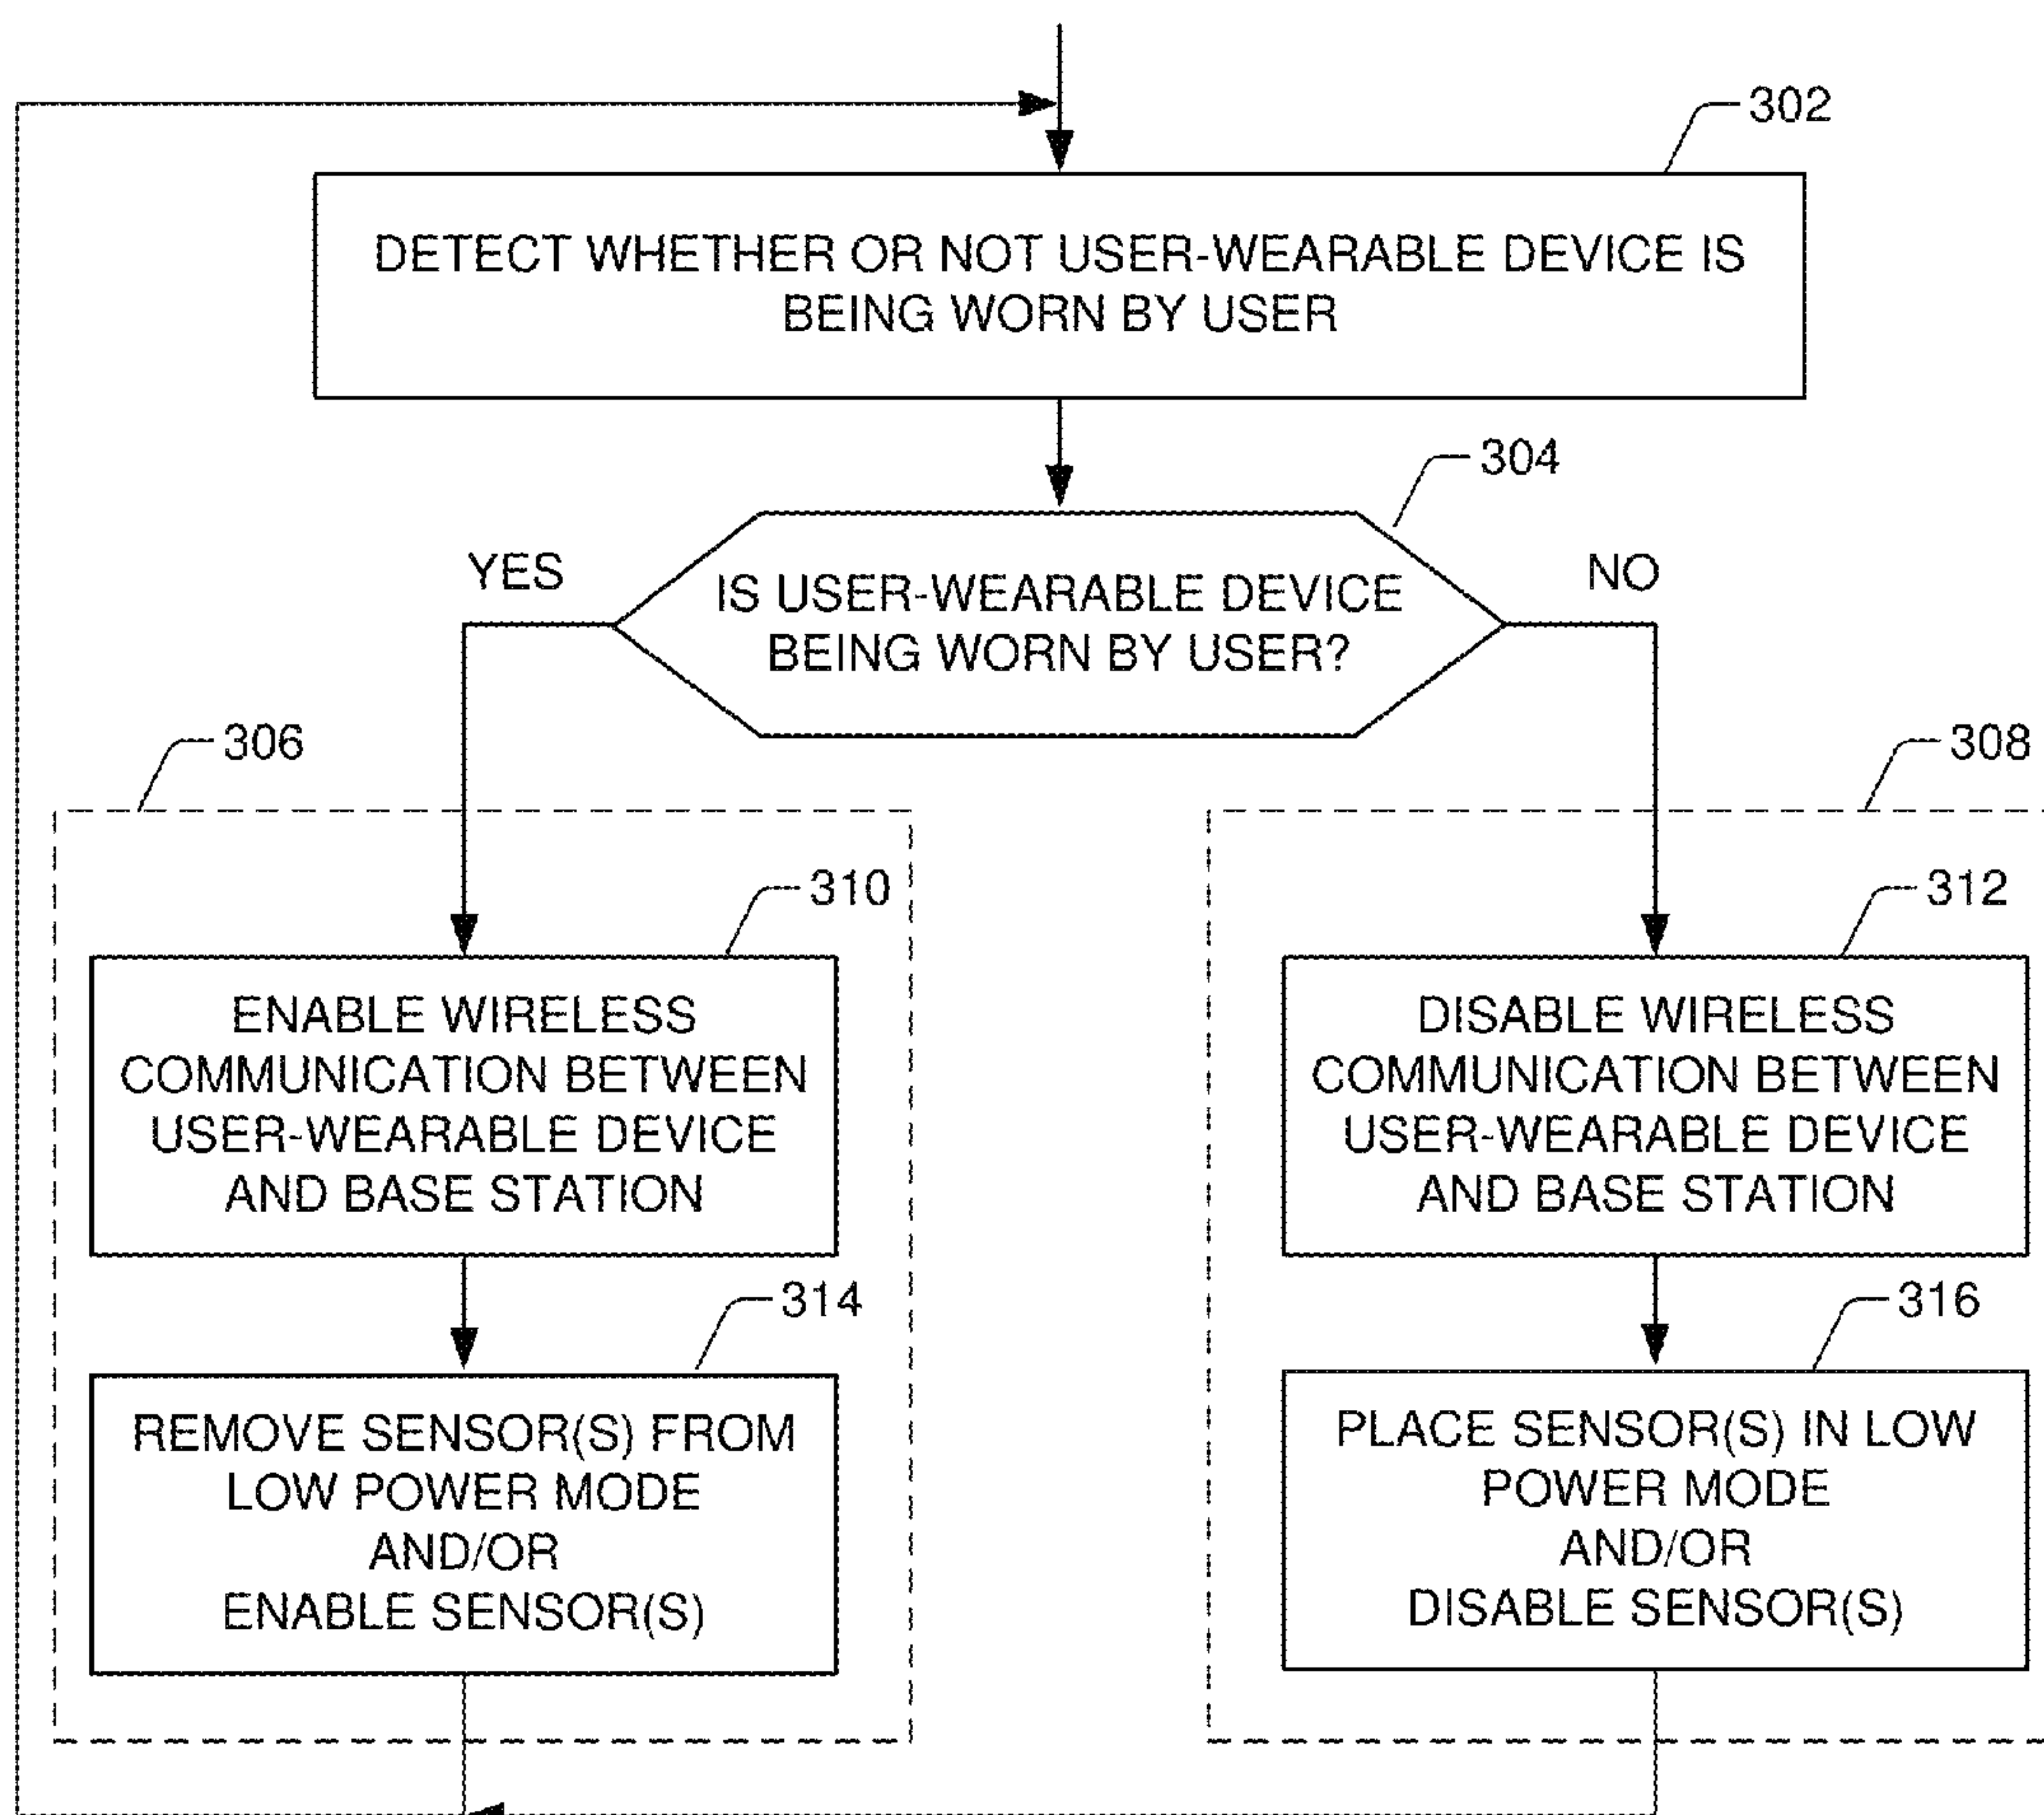 302
DETECT WHETHER OR NOT USER-WEARABLE DEVICE IS
BEING WORN BY USER
304
YES
NO
IS USER-WEARABLE DEVICE
BEING WORN BY USER?
306
308
310
312
ENABLE WIRELESS
COMMUNICATION BETWEEN
USER-WEARABLE DEVICE
AND BASE STATION
DISABLE WIRELESS
COMMUNICATION BETWEEN
USER-WEARABLE DEVICE
AND BASE STATION
314
316
REMOVE SENSOR(S) FROM
LOW POWER MODE
AND/OR
ENABLE SENSOR(S)
PLACE SENSOR(S) IN LOW
POWER MODE
AND/OR
DISABLE SENSOR(S)